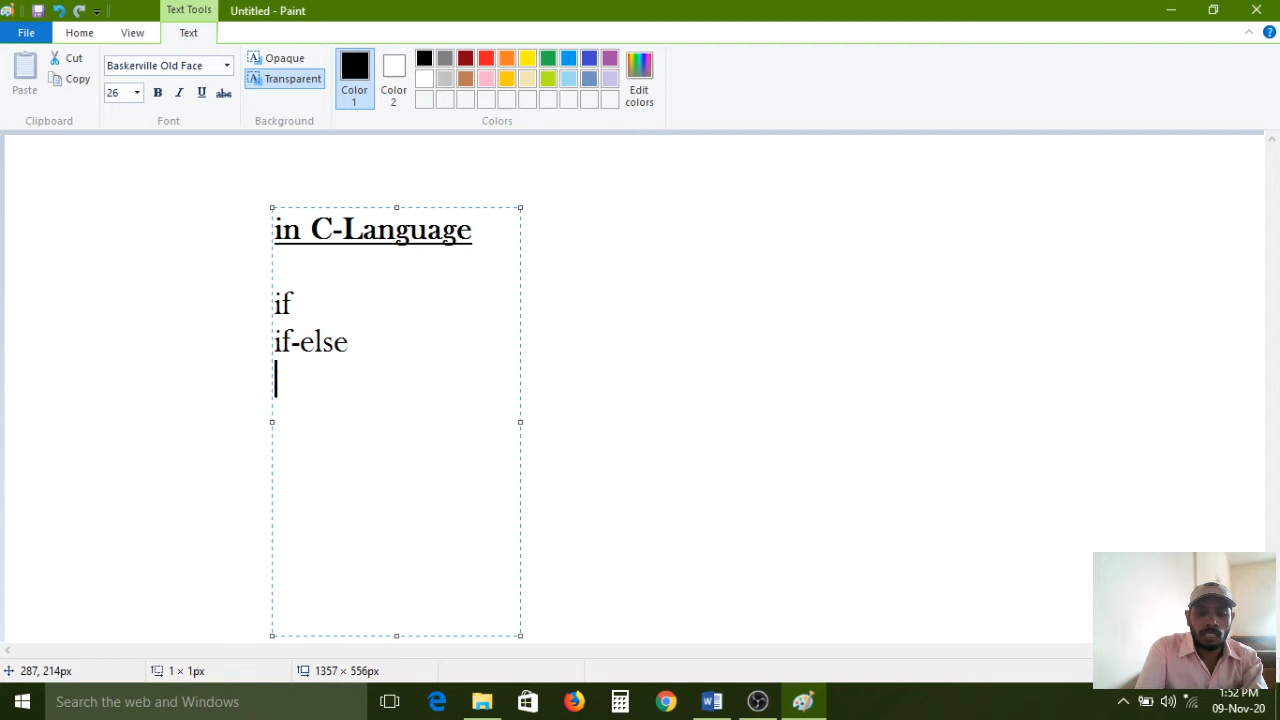 Text Tools
Untitled - Paint
File
Home
View
Text
Paste
Cut
Copy
Clipboard
Baskerville Old Face
26
B I U abc
Font
Opaque
Transparent
Background
Color 1
Color 2
Edit colors
Colors
in C-Language
if
if-else
287, 214px
1 × 1px
1357 × 556px
Search the web and Windows
1:52 PM
09-Nov-20